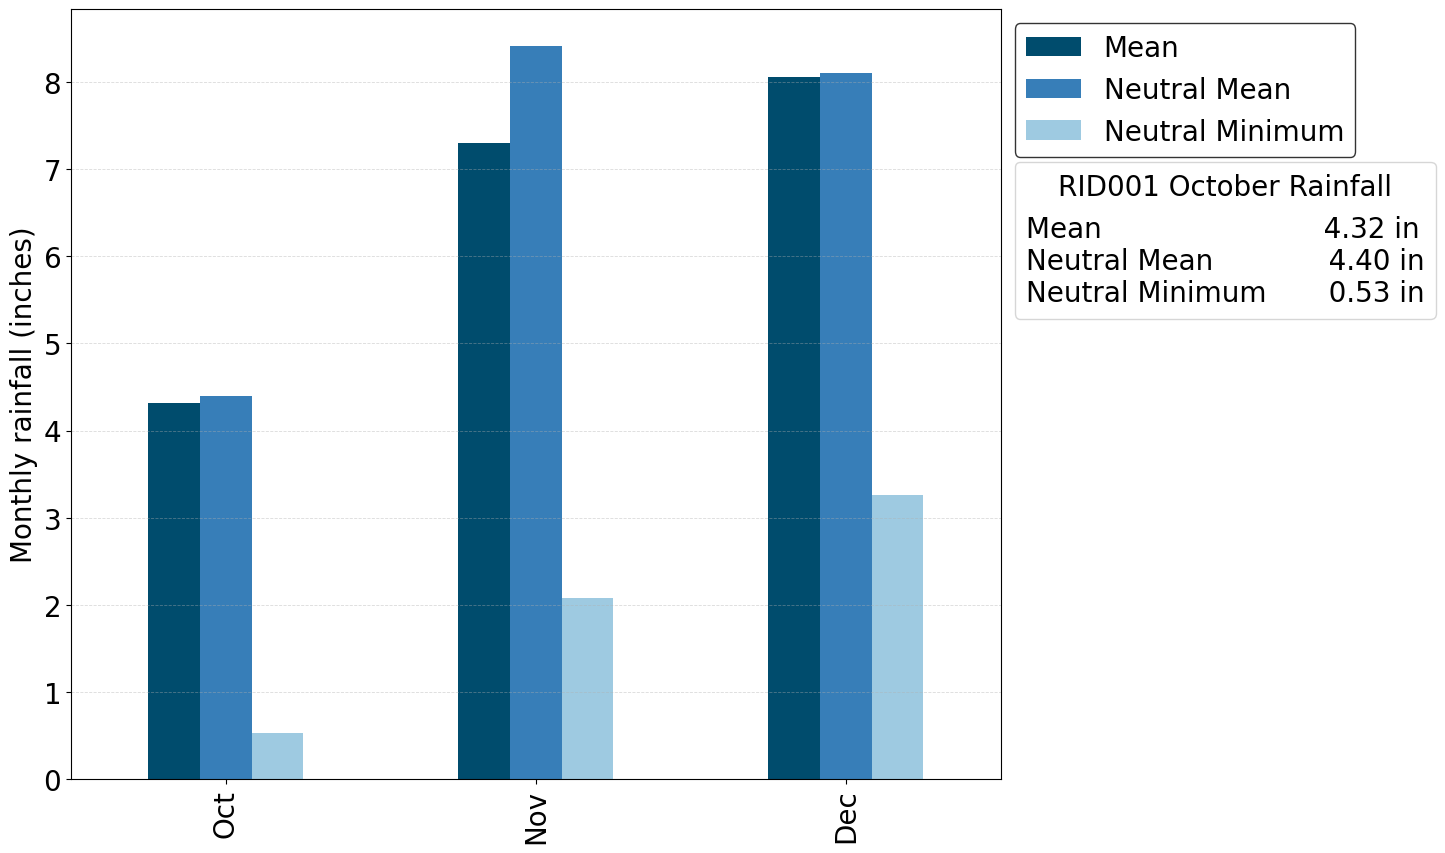 Monthly rainfall (inches)
8
7
6
5
4
3
2
1
0
Oct
Nov
Dec
Mean
Neutral Mean
Neutral Minimum
RID001 October Rainfall
Mean 4.32 in
Neutral Mean 4.40 in
Neutral Minimum 0.53 in